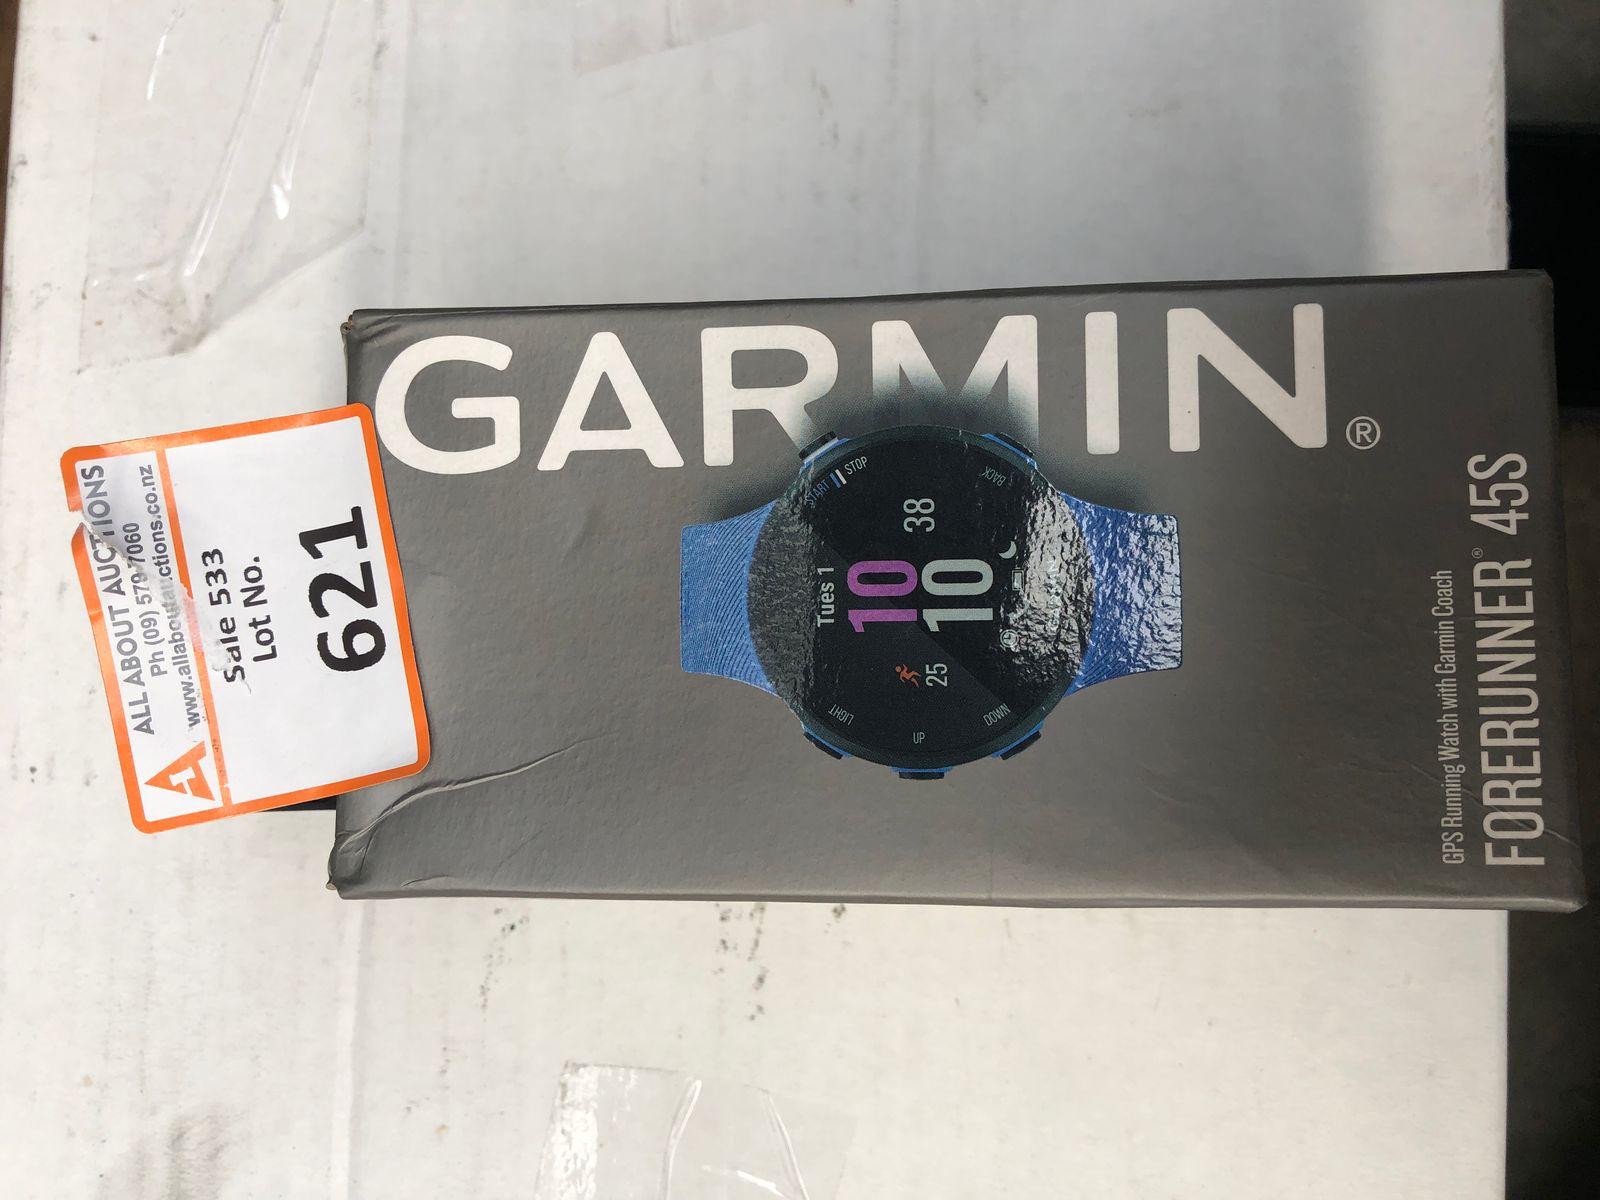 ALL ABOUT AUCTIONS
Ph (09) 579 7060
www.allaboutauctions.co.nz
Sale 533
Lot No.
621
GARMIN®
START STOP
BACK
LIGHT
UP
DOWN
Tues 1
10
10
38
25
GPS Running Watch with Garmin Coach
FORERUNNER® 45S